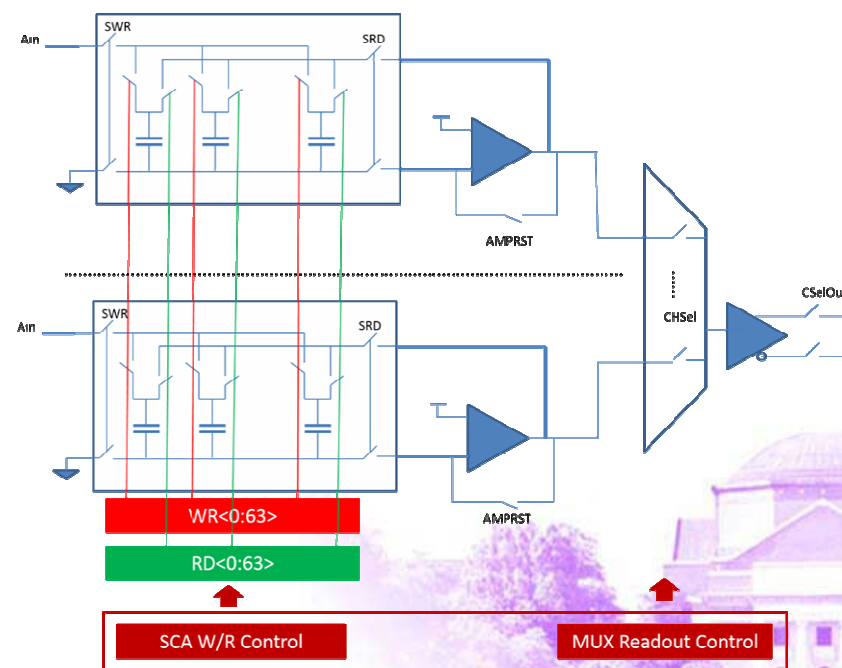 SWR
SRD
Ain
AMPRST
CSelOu
CHSel
SWR
SRD
Ain
AMPRST
WR<0:63>
RD<0:63>
SCA W/R Control
MUX Readout Control